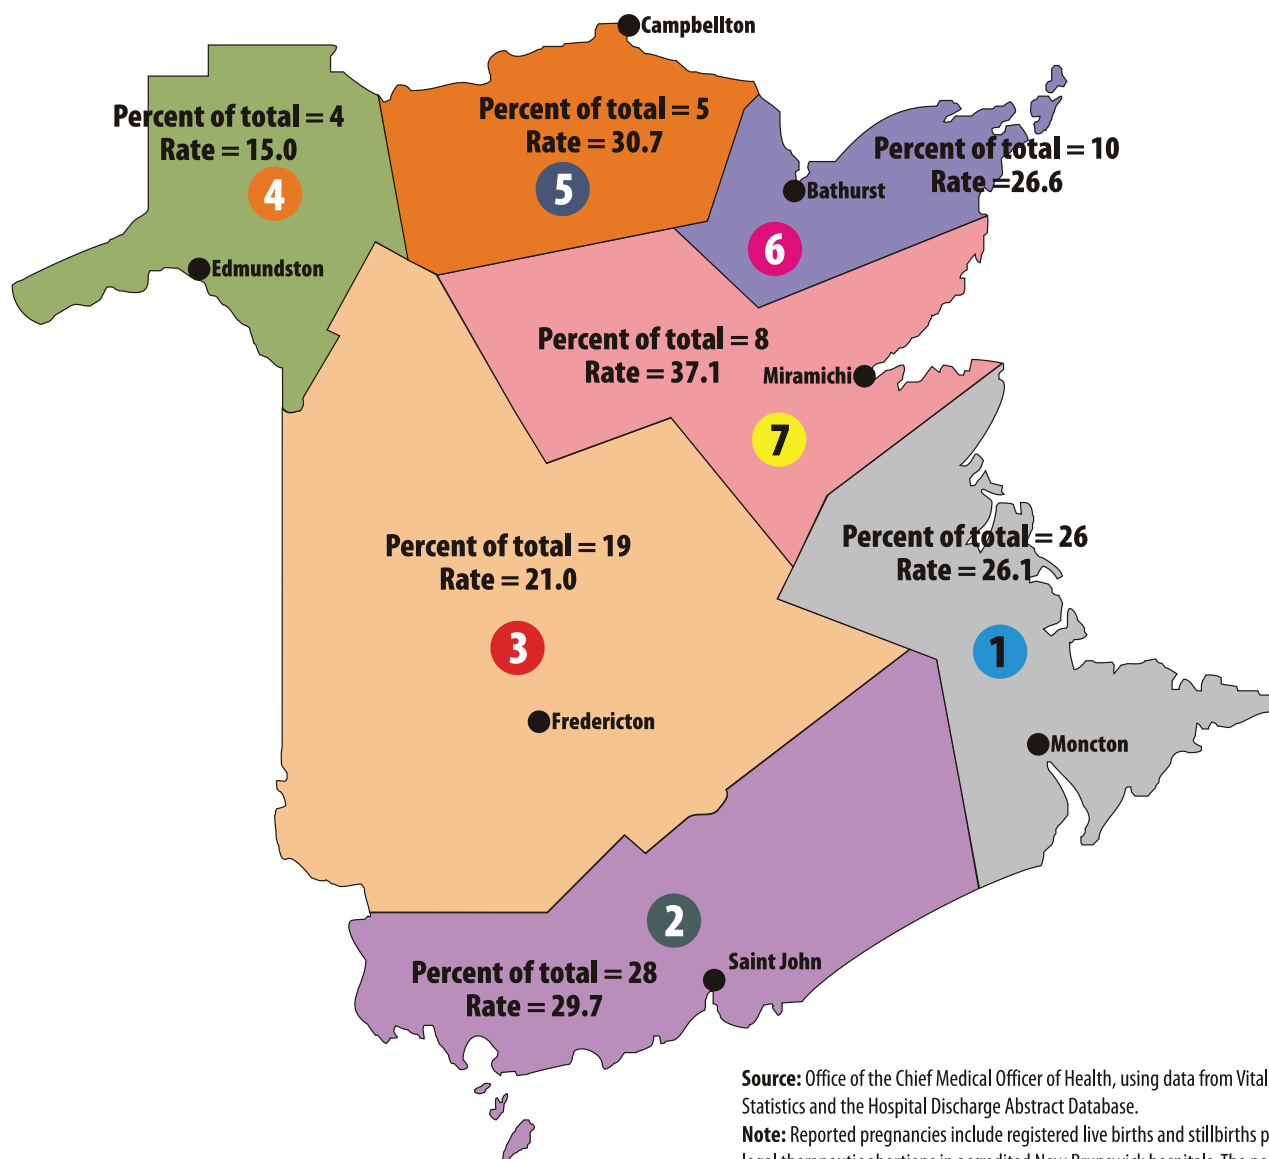 Campbellton
Percent of total = 4
Rate = 15.0
4
Percent of total = 5
Rate = 30.7
5
Percent of total = 10
Rate =26.6
Bathurst
6
Edmundston
Percent of total = 8
Rate = 37.1
Miramichi
7
Percent of total = 26
Rate = 26.1
1
Percent of total = 19
Rate = 21.0
3
Fredericton
Moncton
2
Saint John
Percent of total = 28
Rate = 29.7
Source: Office of the Chief Medical Officer of Health, using data from Vital
Statistics and the Hospital Discharge Abstract Database.
Note: Reported pregnancies include registered live births and stillbirths p